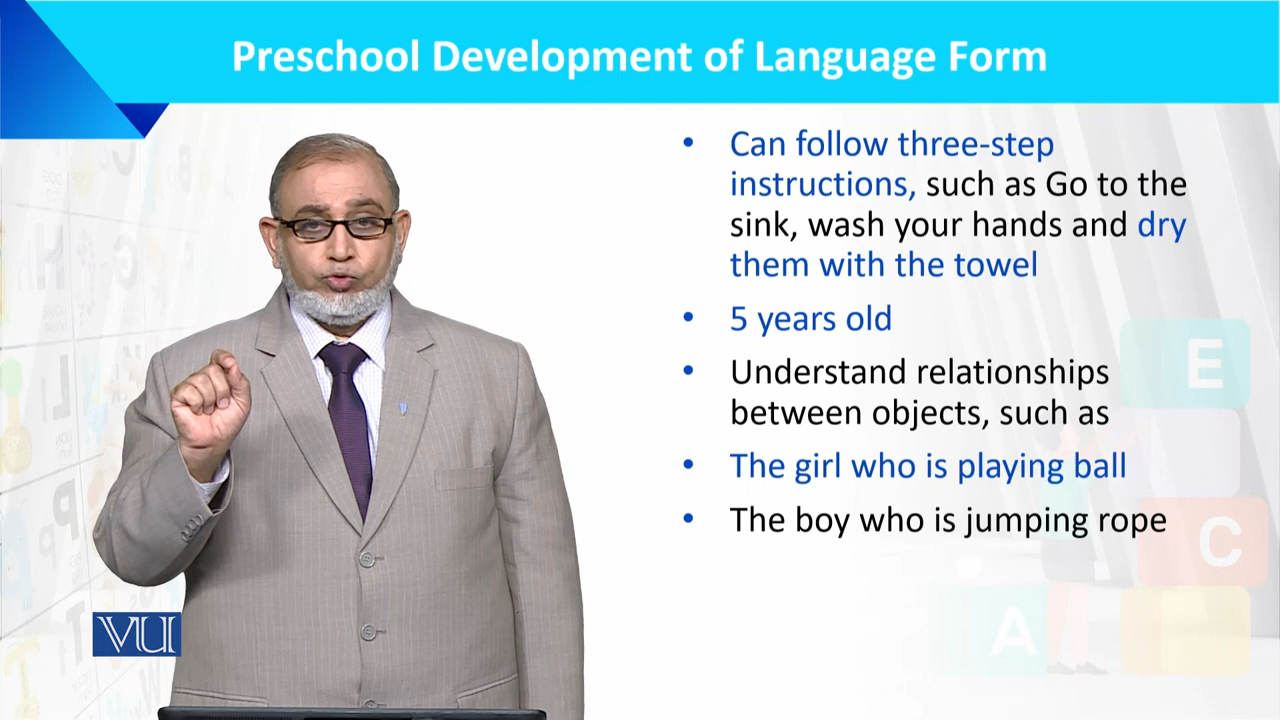 Preschool Development of Language Form
• Can follow three-step
instructions, such as Go to the
sink, wash your hands and dry
them with the towel
• 5 years old
• Understand relationships
between objects, such as
• The girl who is playing ball
• The boy who is jumping rope
VU
E
C
A